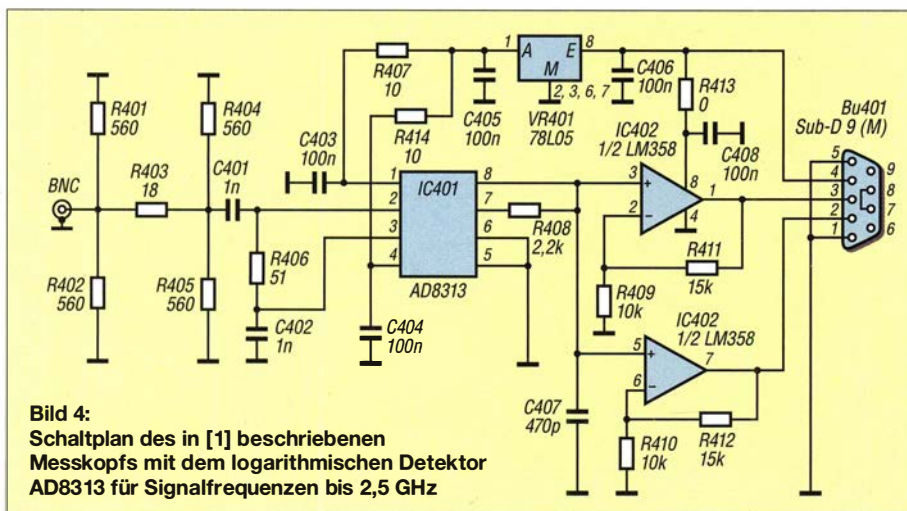 R401
560
R404
560
BNC
R403
18
C401
1n
R402
560
R405
560
R406
51
C402
1n
C403
100n
R407
10
R414
10
C404
100n
C405
100n
1
A
E
8
M
2, 3, 6, 7
VR401
78L05
C406
100n
R413
0
C408
100n
1
2
3
4
IC401
8
7
6
5
AD8313
R408
2,2k
IC402
1/2 LM358
3
+
2
–
8
1
4
R411
15k
R409
10k
IC402
1/2 LM358
5
+
6
–
7
R412
15k
R410
10k
C407
470p
Bu401
Sub-D 9 (M)
5
4
3
2
1
9
8
7
6
Bild 4:
Schaltplan des in [1] beschriebenen
Messkopfs mit dem logarithmischen Detektor
AD8313 für Signalfrequenzen bis 2,5 GHz